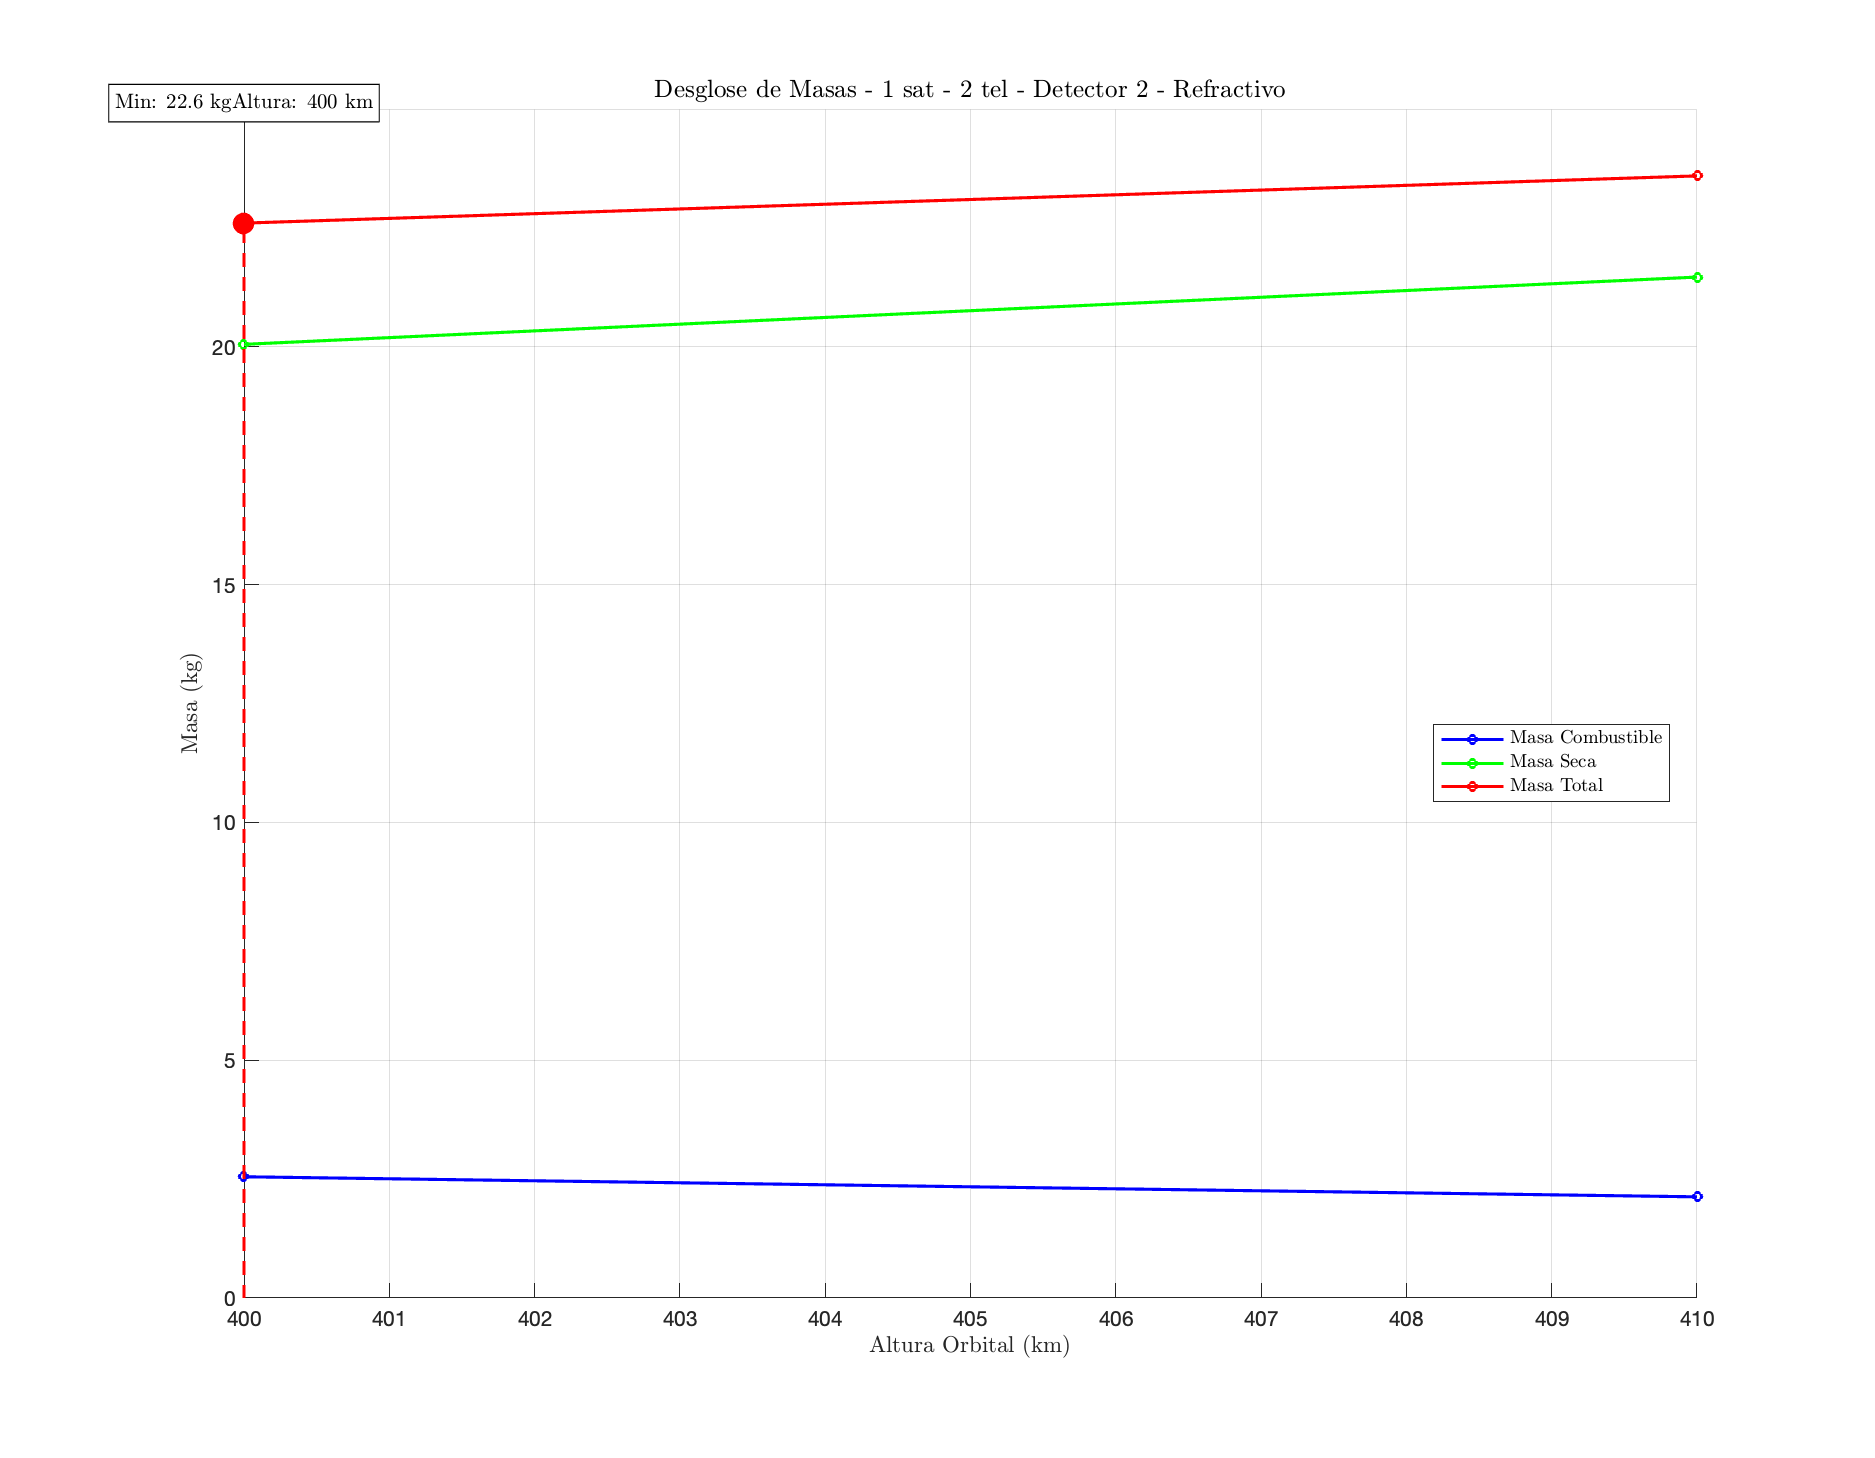 Desglose de Masas - 1 sat - 2 tel - Detector 2 - Refractivo
Min: 22.6 kgAltura: 400 km
20
15
10
5
0
Masa (kg)
Masa Combustible
Masa Seca
Masa Total
400 401 402 403 404 405 406 407 408 409 410
Altura Orbital (km)